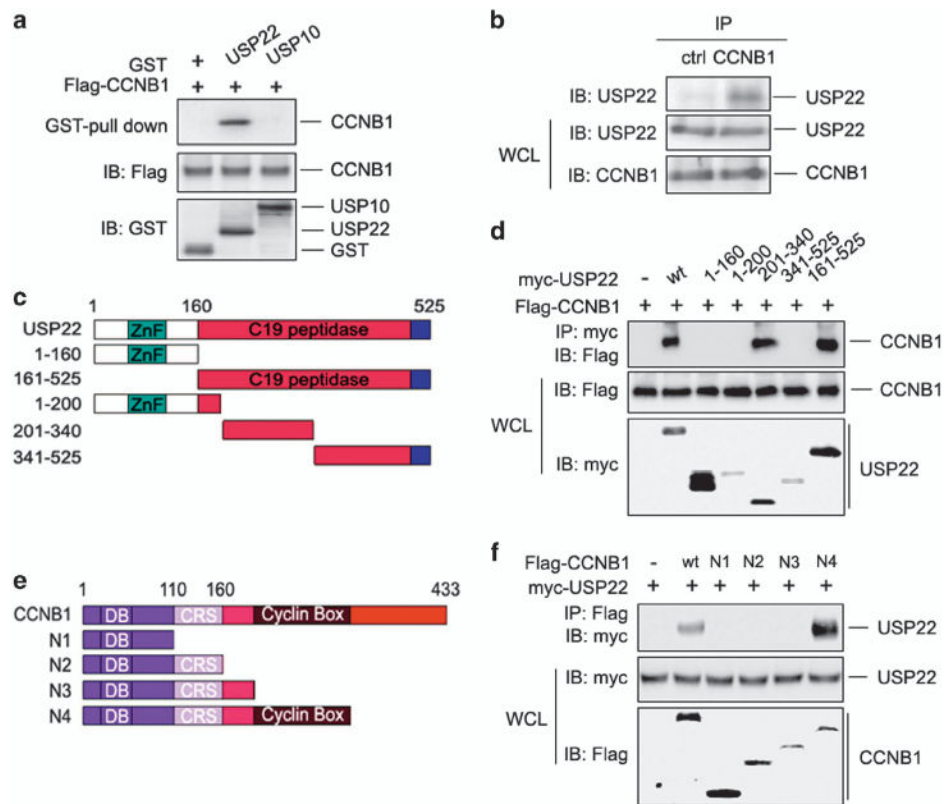 a
GST + USP22 USP10
Flag-CCNB1 + + +
GST-pull down CCNB1
IB: Flag CCNB1
IB: GST USP10
USP22
GST
b
IP
ctrl CCNB1
IB: USP22 USP22
WCL
IB: USP22 USP22
IB: CCNB1 CCNB1
c
1 160 525
USP22 ZnF C19 peptidase
1-160 ZnF
161-525 C19 peptidase
1-200 ZnF
201-340
341-525
d
myc-USP22 - wt 1-160 1-200 201-340 341-525 161-525
Flag-CCNB1 + + + + + + +
IP: myc
IB: Flag CCNB1
WCL
IB: Flag CCNB1
IB: myc USP22
e
1 110 160 433
CCNB1 DB CRS Cyclin Box
N1 DB
N2 DB CRS
N3 DB CRS
N4 DB CRS Cyclin Box
f
Flag-CCNB1 - wt N1 N2 N3 N4
myc-USP22 + + + + + +
IP: Flag
IB: myc USP22
WCL
IB: myc USP22
IB: Flag CCNB1